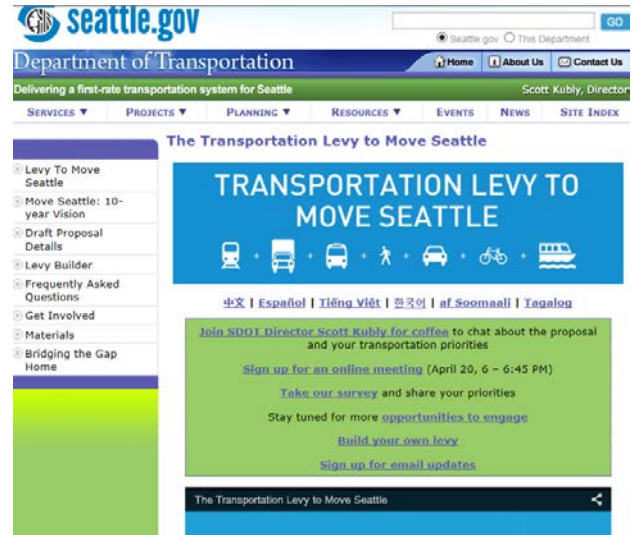 seattle.gov
GO
Seattle.gov This Department
Department of Transportation
Home About Us Contact Us
Delivering a first-rate transportation system for Seattle
Scott Kubly, Director
SERVICES ▼ PROJECTS ▼ PLANNING ▼ RESOURCES ▼ EVENTS NEWS SITE INDEX
The Transportation Levy to Move Seattle
Levy To Move
Seattle
Move Seattle: 10-
year Vision
Draft Proposal
Details
Levy Builder
Frequently Asked
Questions
Get Involved
Materials
Bridging the Gap
Home
TRANSPORTATION LEVY TO
MOVE SEATTLE
中文 | Español | Tiếng Việt | 한국어 | af Soomaali | Tagalog
Join SDOT Director Scott Kubly for coffee to chat about the proposal
and your transportation priorities
Sign up for an online meeting (April 20, 6 – 6:45 PM)
Take our survey and share your priorities
Stay tuned for more opportunities to engage
Build your own levy
Sign up for email updates
The Transportation Levy to Move Seattle